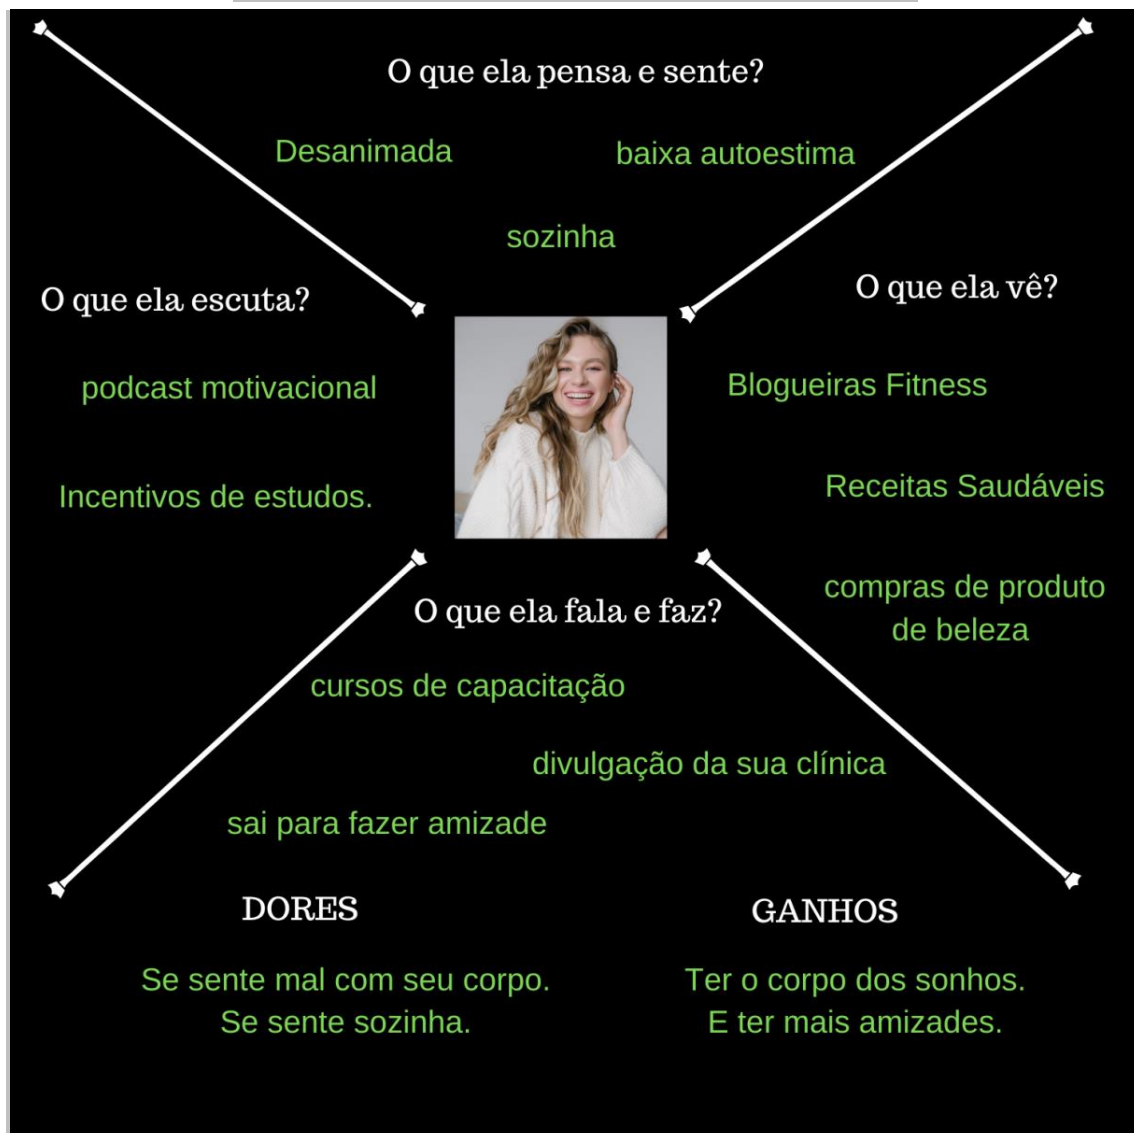 O que ela pensa e sente?
Desanimada
baixa autoestima
sozinha
O que ela escuta?
podcast motivacional
Incentivos de estudos.
O que ela vê?
Blogueiras Fitness
Receitas Saudáveis
compras de produto
de beleza
O que ela fala e faz?
cursos de capacitação
divulgação da sua clínica
sai para fazer amizade
DORES
Se sente mal com seu corpo.
Se sente sozinha.
GANHOS
Ter o corpo dos sonhos.
E ter mais amizades.